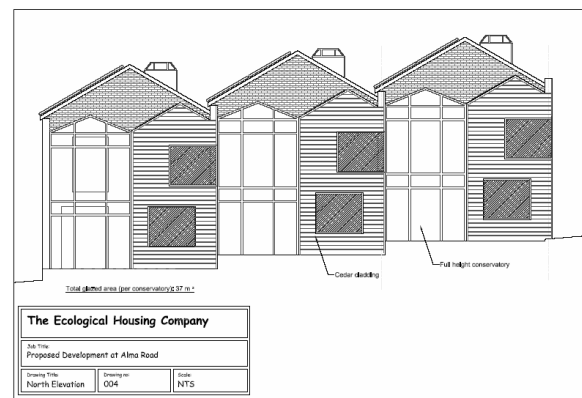 Cedar cladding
Full height conservatory
Total glazed area (per conservatory): 37 m ²
The Ecological Housing Company
Job Title:
Proposed Development at Alma Road
Drawing Title:
North Elevation
Drawing no:
004
Scale:
NTS